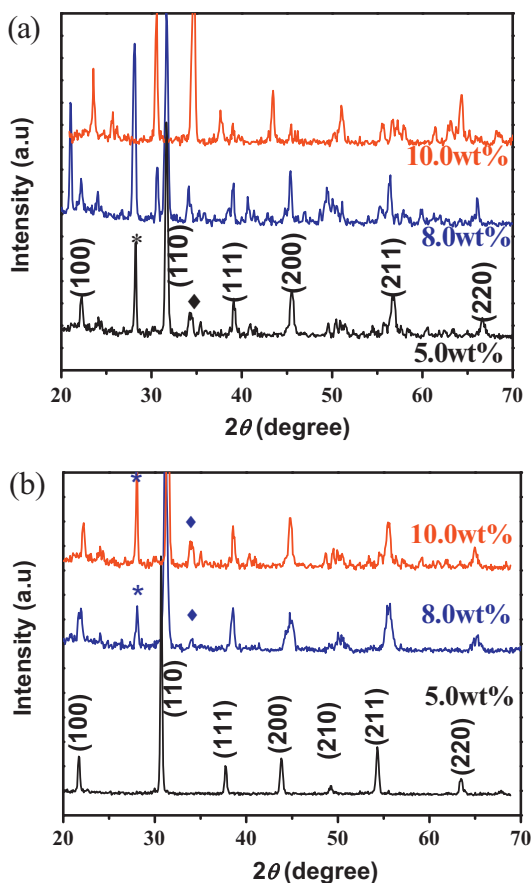 (a)
Intensity (a.u)
10.0wt%
8.0wt%
(100)
*
(110)
◆
(111)
(200)
(211)
(220)
5.0wt%
20 30 40 50 60 70
2θ (degree)
(b)
Intensity (a.u)
*
◆
10.0wt%
*
◆
8.0wt%
(100)
(110)
(111)
(200)
(210)
(211)
(220)
5.0wt%
20 30 40 50 60 70
2θ (degree)